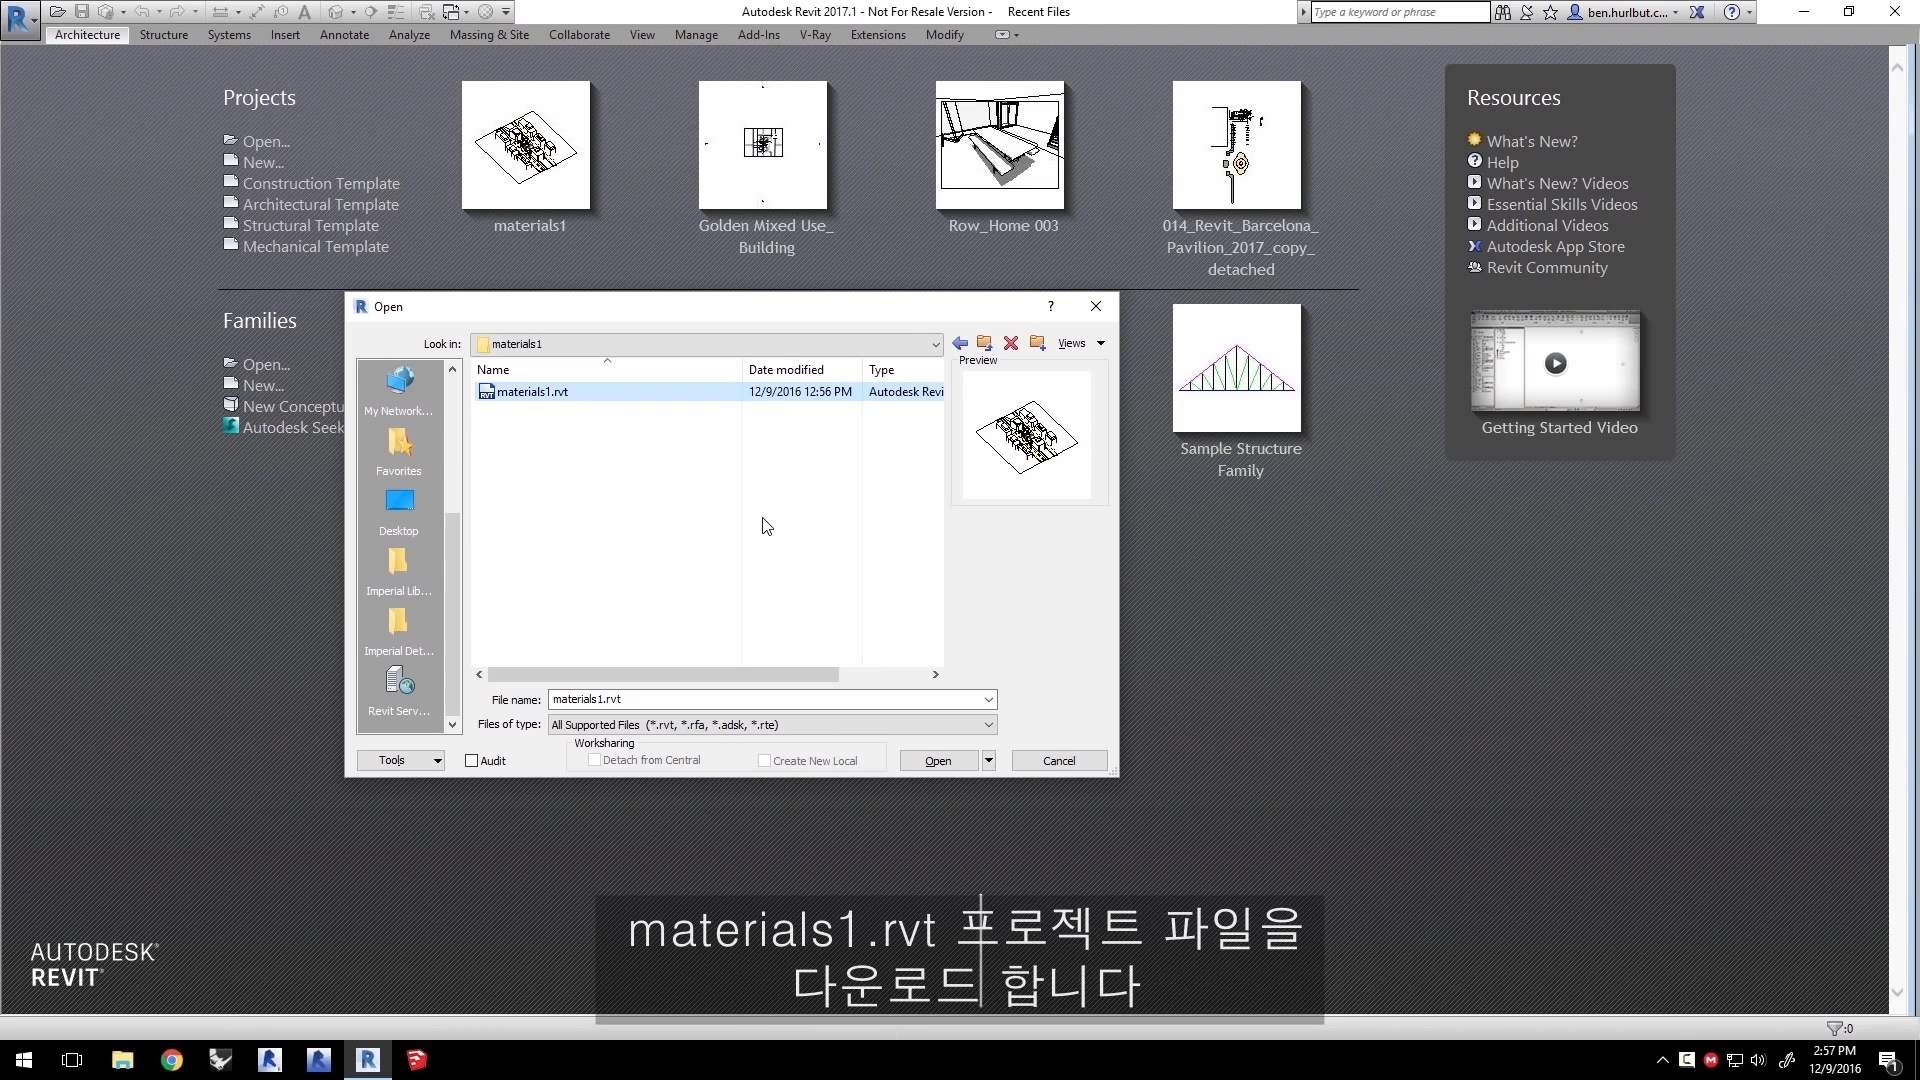 Autodesk Revit 2017.1 - Not For Resale Version - Recent Files
Type a keyword or phrase
ben.hurlbut.c...
Architecture Structure Systems Insert Annotate Analyze Massing & Site Collaborate View Manage Add-Ins V-Ray Extensions Modify
Projects
Open...
New...
Construction Template
Architectural Template
Structural Template
Mechanical Template
materials1
Golden Mixed Use_
Building
Row_Home 003
014_Revit_Barcelona_
Pavilion_2017_copy_
detached
Resources
What's New?
Help
What's New? Videos
Essential Skills Videos
Additional Videos
Autodesk App Store
Revit Community
Getting Started Video
Families
Open...
New...
New Conceptu
Autodesk Seek
Sample Structure
Family
Open
Look in: materials1
Views
Preview
Name Date modified Type
materials1.rvt 12/9/2016 12:56 PM Autodesk Revi
My Network...
Favorites
Desktop
Imperial Lib...
Imperial Det...
Revit Serv...
File name: materials1.rvt
Files of type: All Supported Files (*.rvt, *.rfa, *.adsk, *.rte)
Worksharing
Tools Audit Detach from Central Create New Local Open Cancel
materials1.rvt 프로젝트 파일을
다운로드 합니다
AUTODESK®
REVIT®
:0
2:57 PM
12/9/2016
1